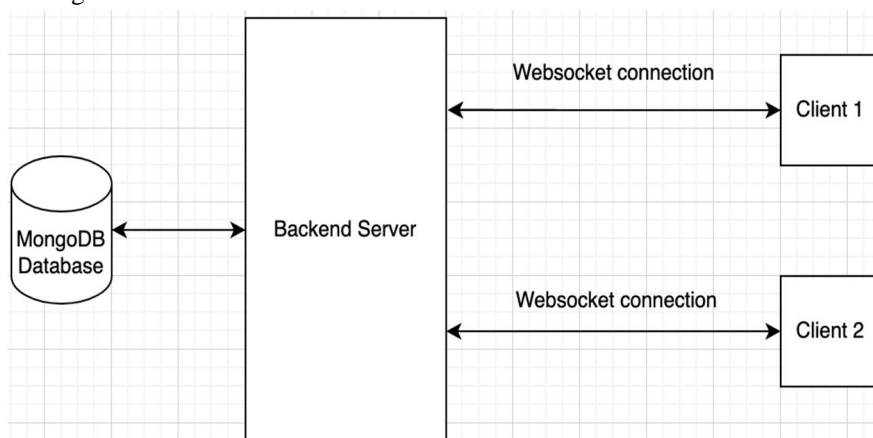 Websocket connection
Client 1
MongoDB
Database
Backend Server
Websocket connection
Client 2